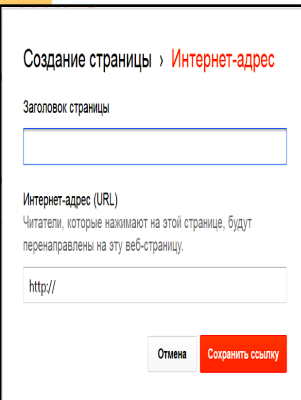 Создание страницы › Интернет-адрес
Заголовок страницы
Интернет-адрес (URL)
Читатели, которые нажимают на этой странице, будут
перенаправлены на эту веб-страницу.
http://
Отмена Сохранить ссылку